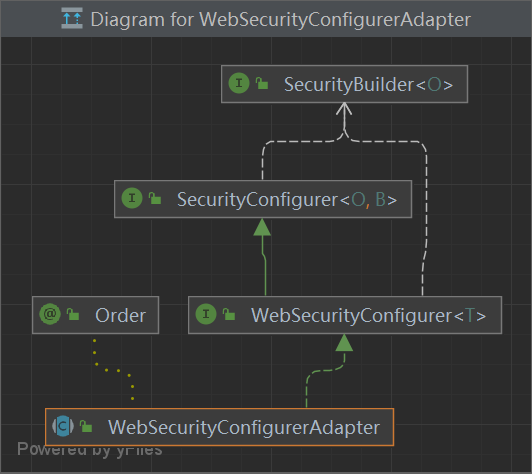 Diagram for WebSecurityConfigurerAdapter
I SecurityBuilder<O>
I SecurityConfigurer<O, B>
@ Order
I WebSecurityConfigurer<T>
C WebSecurityConfigurerAdapter
Powered by yFiles